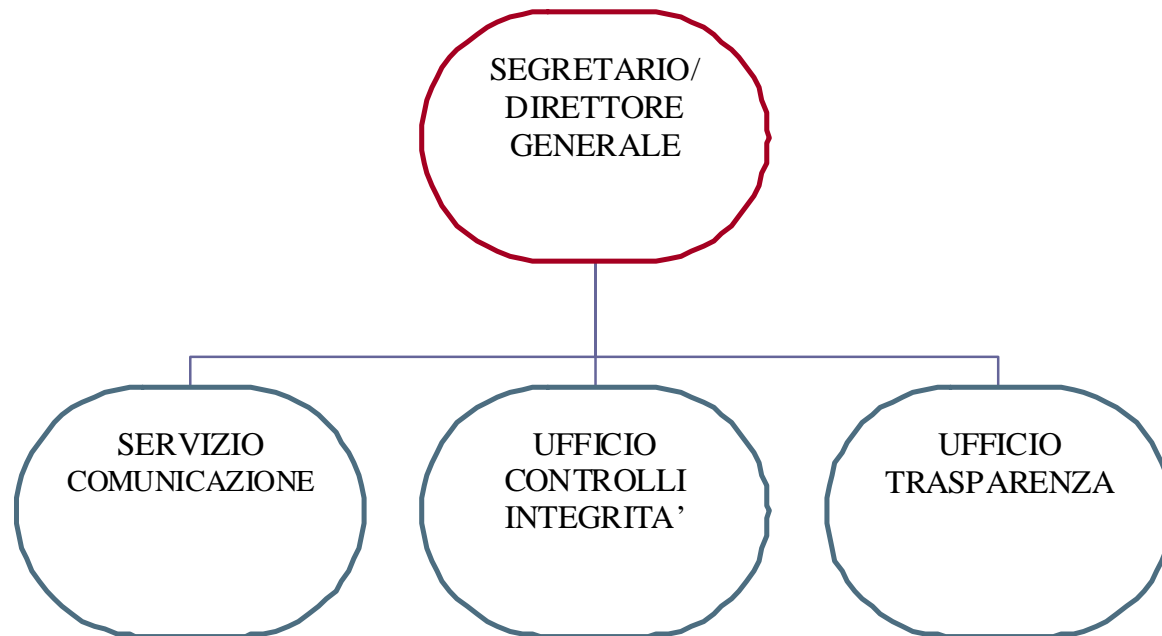 SEGRETARIO/
DIRETTORE
GENERALE
SERVIZIO
COMUNICAZIONE
UFFICIO
CONTROLLI
INTEGRITA’
UFFICIO
TRASPARENZA